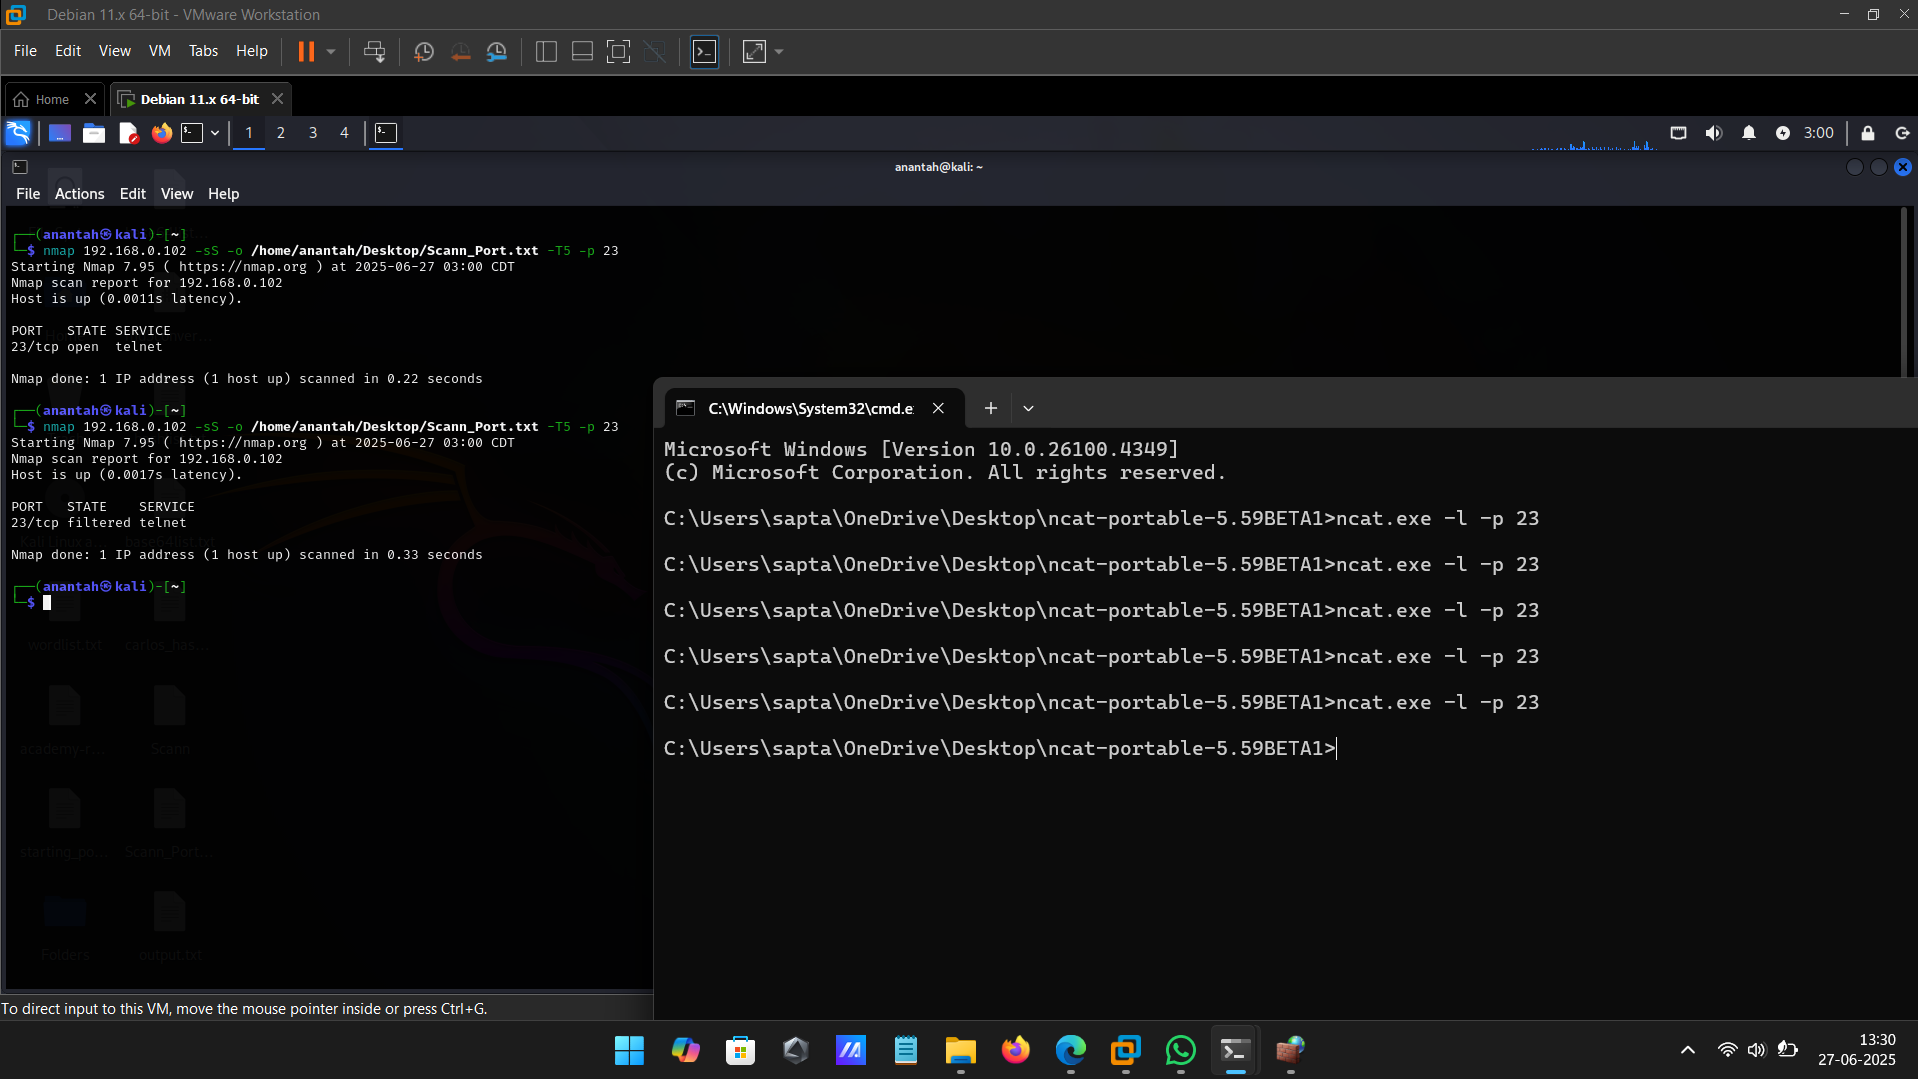 Debian 11.x 64-bit - VMware Workstation
File Edit View VM Tabs Help
Home Debian 11.x 64-bit
1 2 3 4 3:00
anantah@kali: ~
File Actions Edit View Help
┌──(anantah㉿kali)-[~]
└─$ nmap 192.168.0.102 -sS -o /home/anantah/Desktop/Scann_Port.txt -T5 -p 23
Starting Nmap 7.95 ( https://nmap.org ) at 2025-06-27 03:00 CDT
Nmap scan report for 192.168.0.102
Host is up (0.0011s latency).
PORT   STATE SERVICE
23/tcp open  telnet
Nmap done: 1 IP address (1 host up) scanned in 0.22 seconds
┌──(anantah㉿kali)-[~]
└─$ nmap 192.168.0.102 -sS -o /home/anantah/Desktop/Scann_Port.txt -T5 -p 23
Starting Nmap 7.95 ( https://nmap.org ) at 2025-06-27 03:00 CDT
Nmap scan report for 192.168.0.102
Host is up (0.0017s latency).
PORT   STATE    SERVICE
23/tcp filtered telnet
Nmap done: 1 IP address (1 host up) scanned in 0.33 seconds
┌──(anantah㉿kali)-[~]
└─$
base64list.txt
wordlist.txt carlos_has...
academy-r... Scann
starting_po... Scann_Port...
Folders output.txt
C:\Windows\System32\cmd.e
Microsoft Windows [Version 10.0.26100.4349]
(c) Microsoft Corporation. All rights reserved.
C:\Users\sapta\OneDrive\Desktop\ncat-portable-5.59BETA1>ncat.exe -l -p 23
C:\Users\sapta\OneDrive\Desktop\ncat-portable-5.59BETA1>ncat.exe -l -p 23
C:\Users\sapta\OneDrive\Desktop\ncat-portable-5.59BETA1>ncat.exe -l -p 23
C:\Users\sapta\OneDrive\Desktop\ncat-portable-5.59BETA1>ncat.exe -l -p 23
C:\Users\sapta\OneDrive\Desktop\ncat-portable-5.59BETA1>ncat.exe -l -p 23
C:\Users\sapta\OneDrive\Desktop\ncat-portable-5.59BETA1>
To direct input to this VM, move the mouse pointer inside or press Ctrl+G.
13:30
27-06-2025